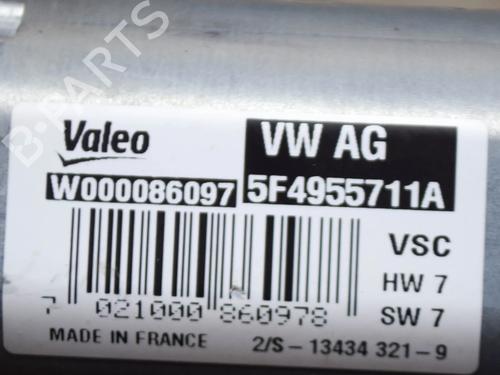 Valeo VW AG
W000086097 5F4955711A
VSC
HW 7
7 021000 860978 SW 7
MADE IN FRANCE 2/S-13434 321-9
B-PARTS